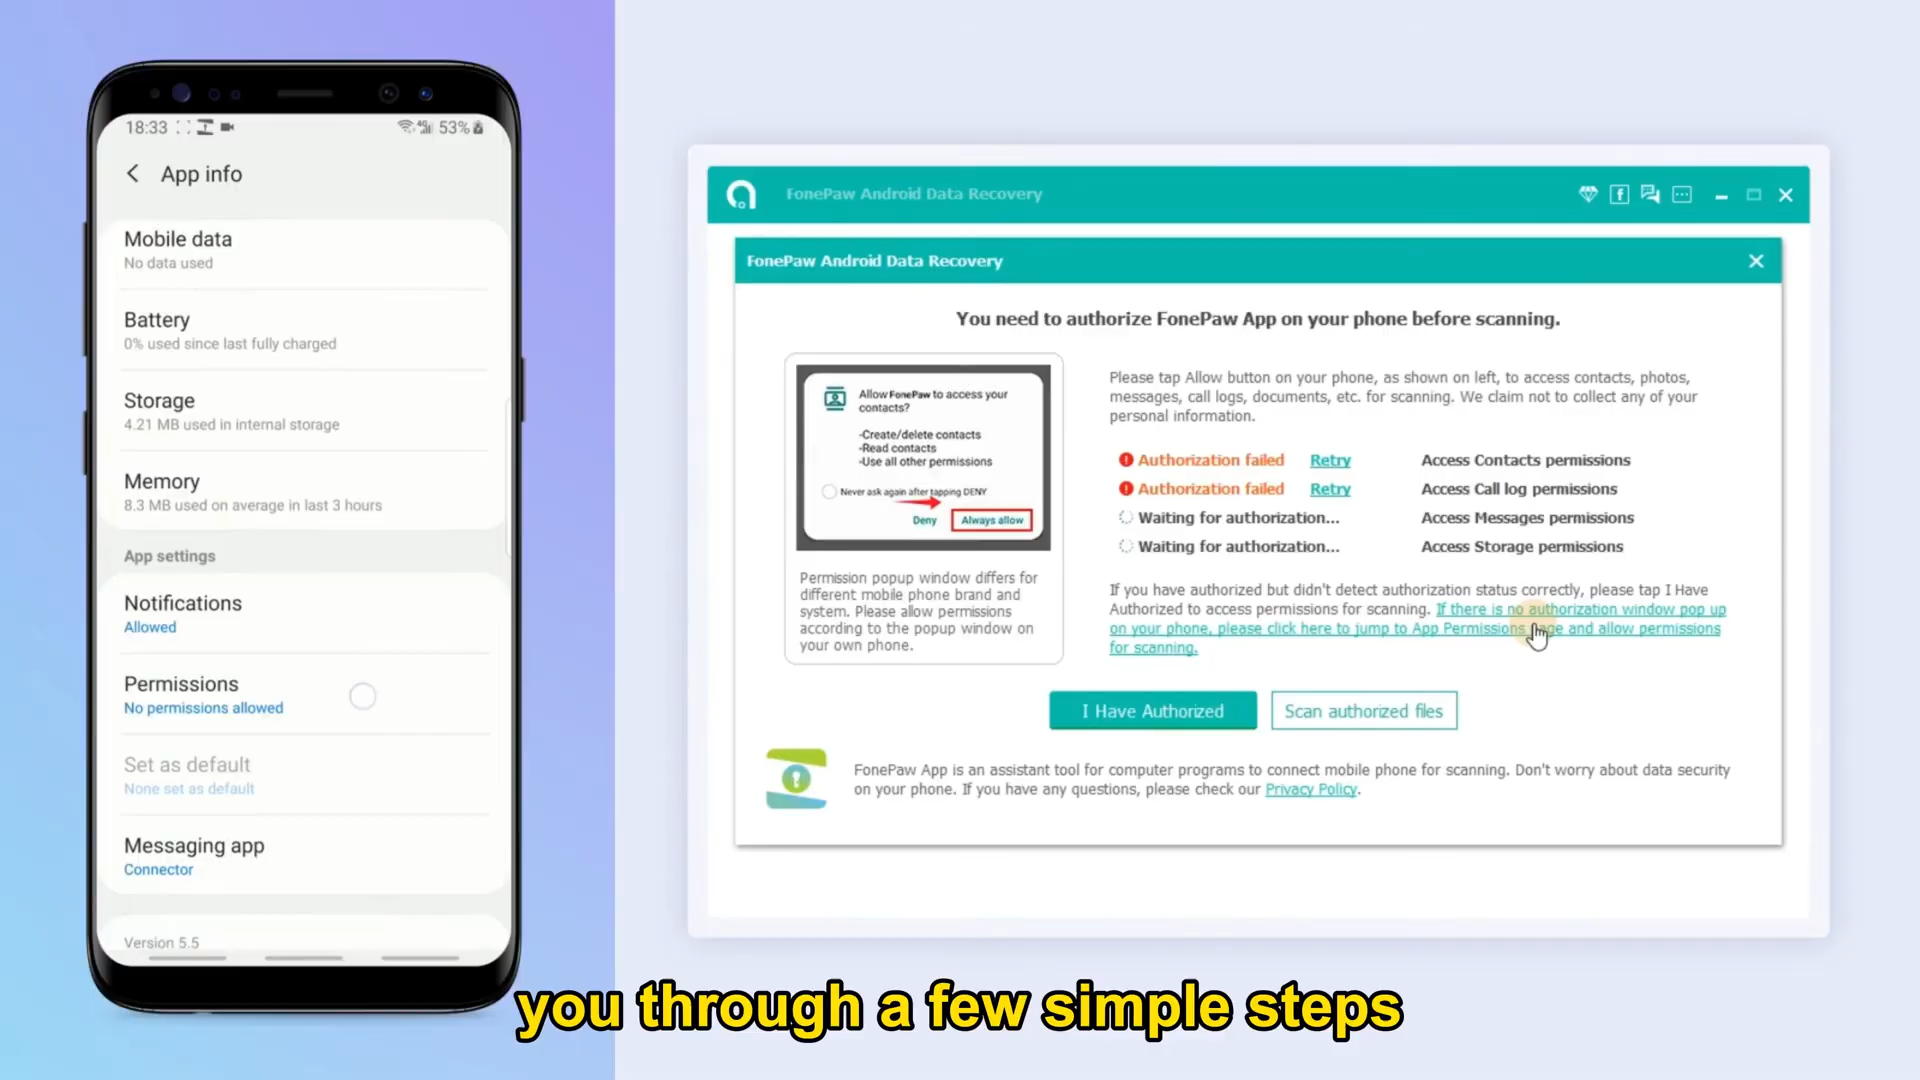 18:33
53%
App info
Mobile data
No data used
Battery
0% used since last fully charged
Storage
4.21 MB used in internal storage
Memory
8.3 MB used on average in last 3 hours
App settings
Notifications
Allowed
Permissions
No permissions allowed
Set as default
None set as default
Messaging app
Connector
Version 5.5
FonePaw Android Data Recovery
FonePaw Android Data Recovery
You need to authorize FonePaw App on your phone before scanning.
Allow FonePaw to access your
contacts?
-Create/delete contacts
-Read contacts
-Use all other permissions
Never ask again after tapping DENY
Deny
Always allow
Permission popup window differs for
different mobile phone brand and
system. Please allow permissions
according to the popup window on
your own phone.
Please tap Allow button on your phone, as shown on left, to access contacts, photos,
messages, call logs, documents, etc. for scanning. We claim not to collect any of your
personal information.
Authorization failed Retry Access Contacts permissions
Authorization failed Retry Access Call log permissions
Waiting for authorization... Access Messages permissions
Waiting for authorization... Access Storage permissions
If you have authorized but didn't detect authorization status correctly, please tap I Have
Authorized to access permissions for scanning. If there is no authorization window pop up
on your phone, please click here to jump to App Permissions page and allow permissions
for scanning.
I Have Authorized
Scan authorized files
FonePaw App is an assistant tool for computer programs to connect mobile phone for scanning. Don't worry about data security
on your phone. If you have any questions, please check our Privacy Policy.
you through a few simple steps